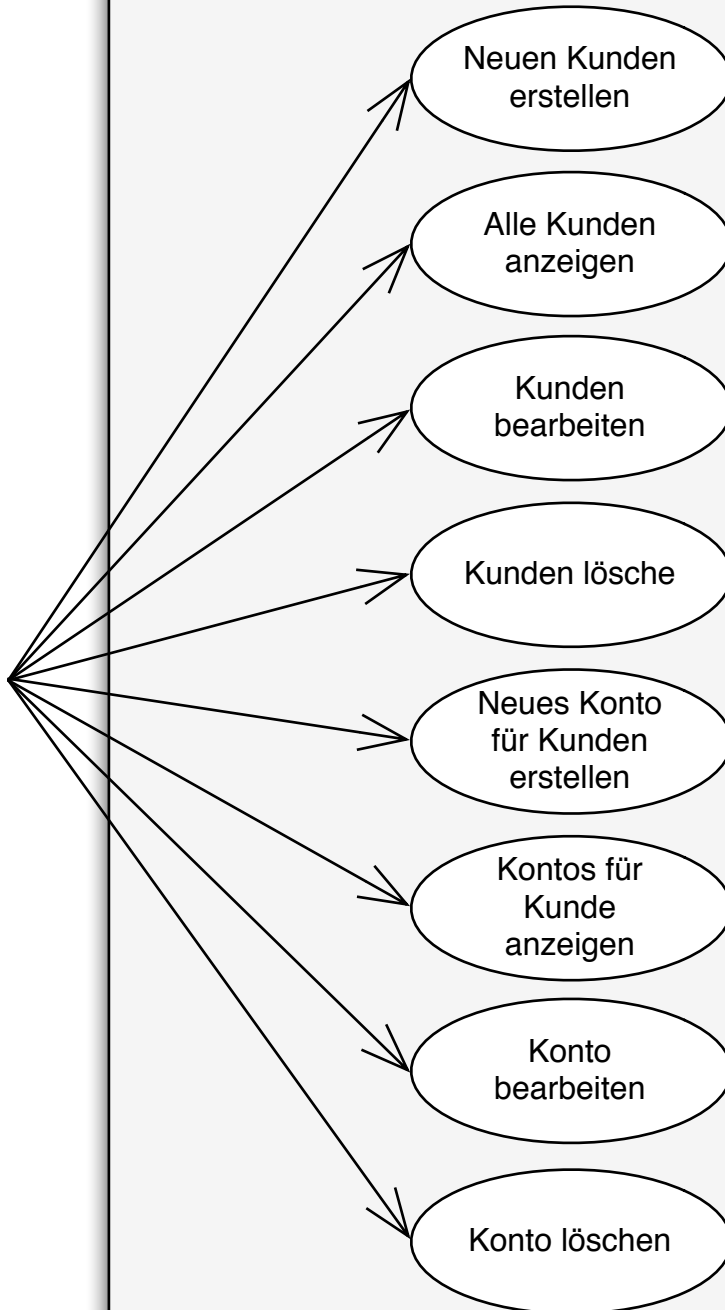 Neuen Kunden
erstellen
Alle Kunden
anzeigen
Kunden
bearbeiten
Kunden lösche
Neues Konto
für Kunden
erstellen
Kontos für
Kunde
anzeigen
Konto
bearbeiten
Konto löschen